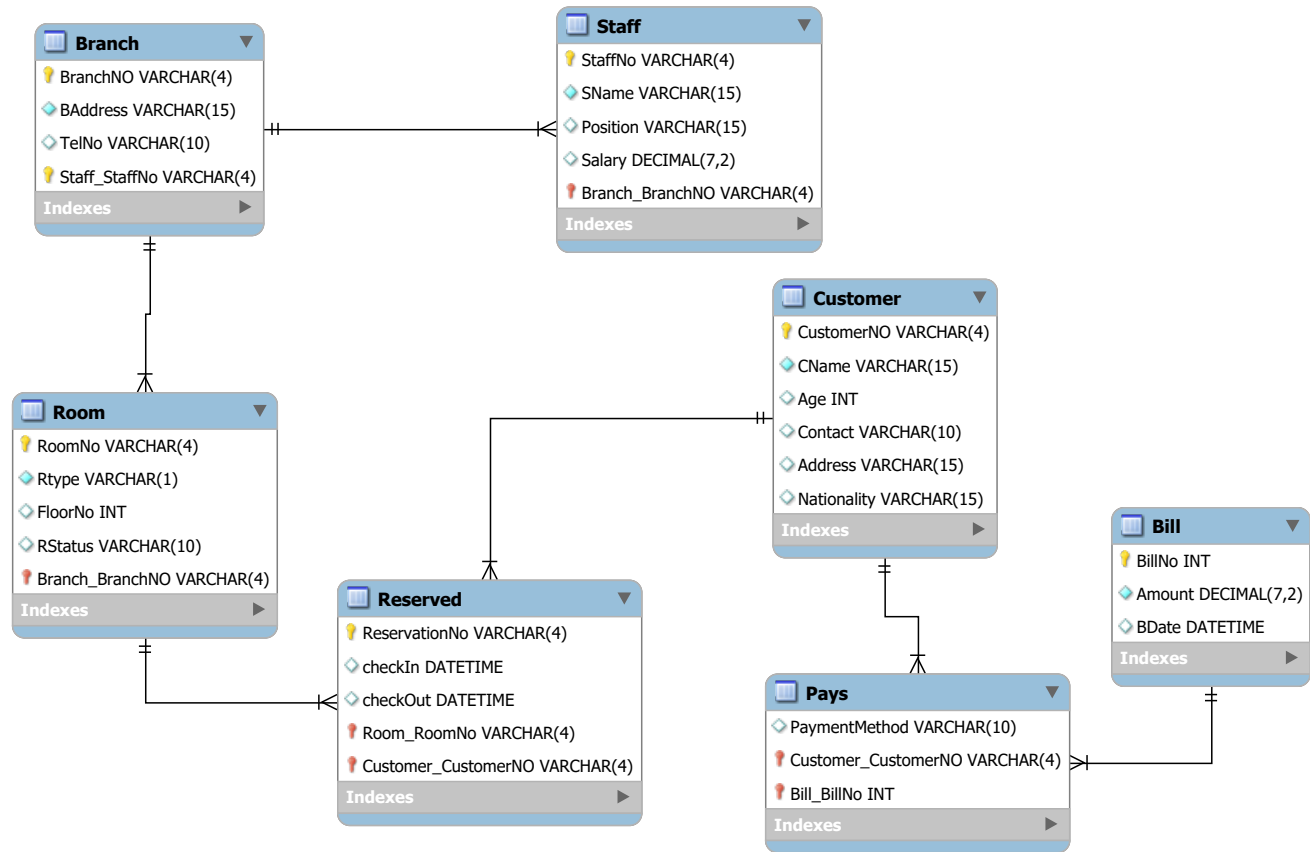 Branch
BranchNO VARCHAR(4)
BAddress VARCHAR(15)
TelNo VARCHAR(10)
Staff_StaffNo VARCHAR(4)
Indexes
Staff
StaffNo VARCHAR(4)
SName VARCHAR(15)
Position VARCHAR(15)
Salary DECIMAL(7,2)
Branch_BranchNO VARCHAR(4)
Indexes
Customer
CustomerNO VARCHAR(4)
CName VARCHAR(15)
Age INT
Contact VARCHAR(10)
Address VARCHAR(15)
Nationality VARCHAR(15)
Indexes
Room
RoomNo VARCHAR(4)
Rtype VARCHAR(1)
FloorNo INT
RStatus VARCHAR(10)
Branch_BranchNO VARCHAR(4)
Indexes
Reserved
ReservationNo VARCHAR(4)
checkIn DATETIME
checkOut DATETIME
Room_RoomNo VARCHAR(4)
Customer_CustomerNO VARCHAR(4)
Indexes
Bill
BillNo INT
Amount DECIMAL(7,2)
BDate DATETIME
Indexes
Pays
PaymentMethod VARCHAR(10)
Customer_CustomerNO VARCHAR(4)
Bill_BillNo INT
Indexes